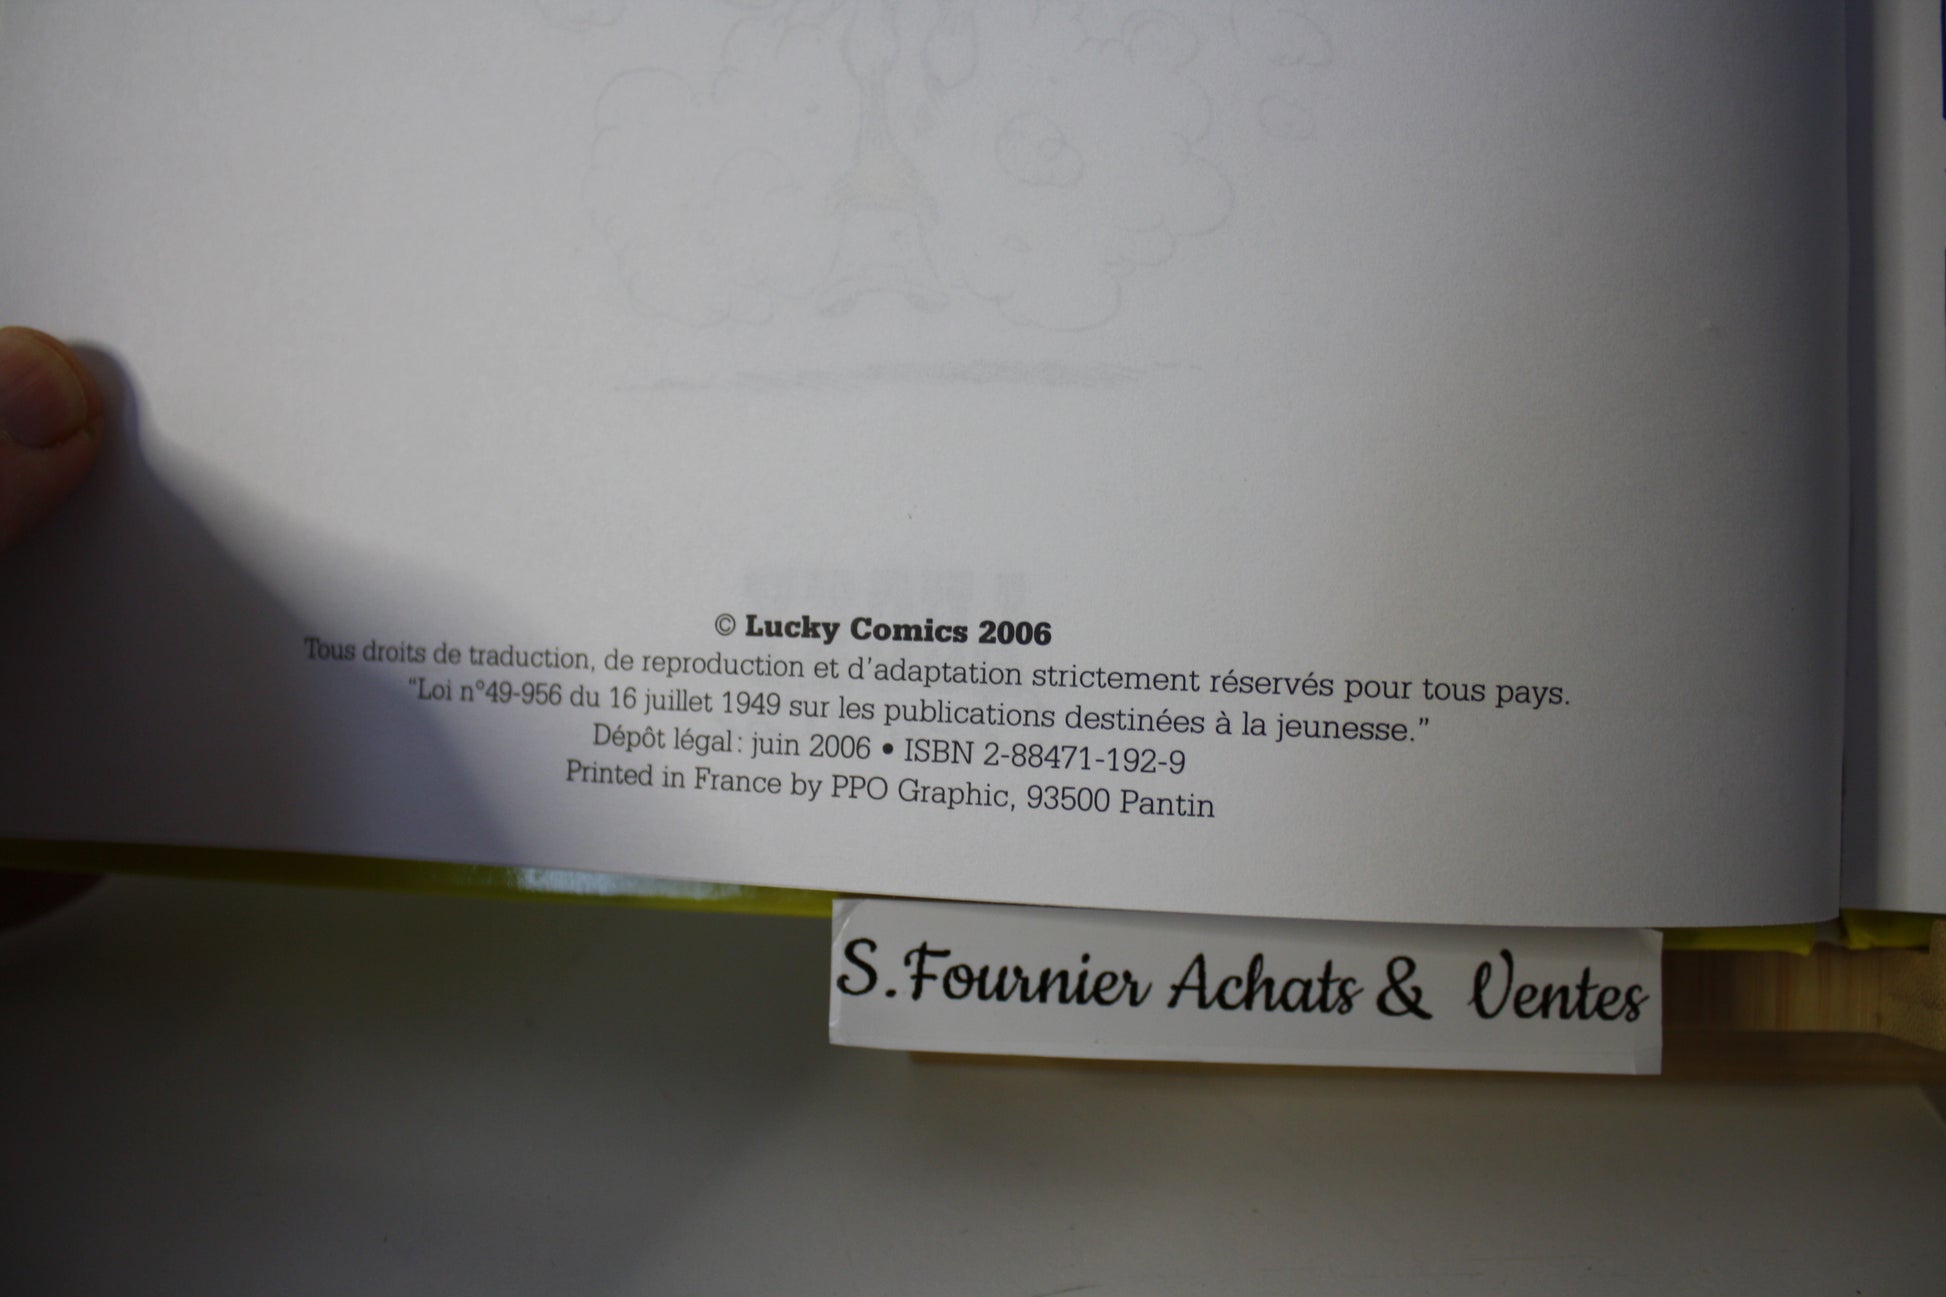 © Lucky Comics 2006
Tous droits de traduction, de reproduction et d'adaptation strictement réservés pour tous pays.
"Loi n°49-956 du 16 juillet 1949 sur les publications destinées à la jeunesse."
Dépôt légal : juin 2006 • ISBN 2-88471-192-9
Printed in France by PPO Graphic, 93500 Pantin
S.Fournier Achats & Ventes